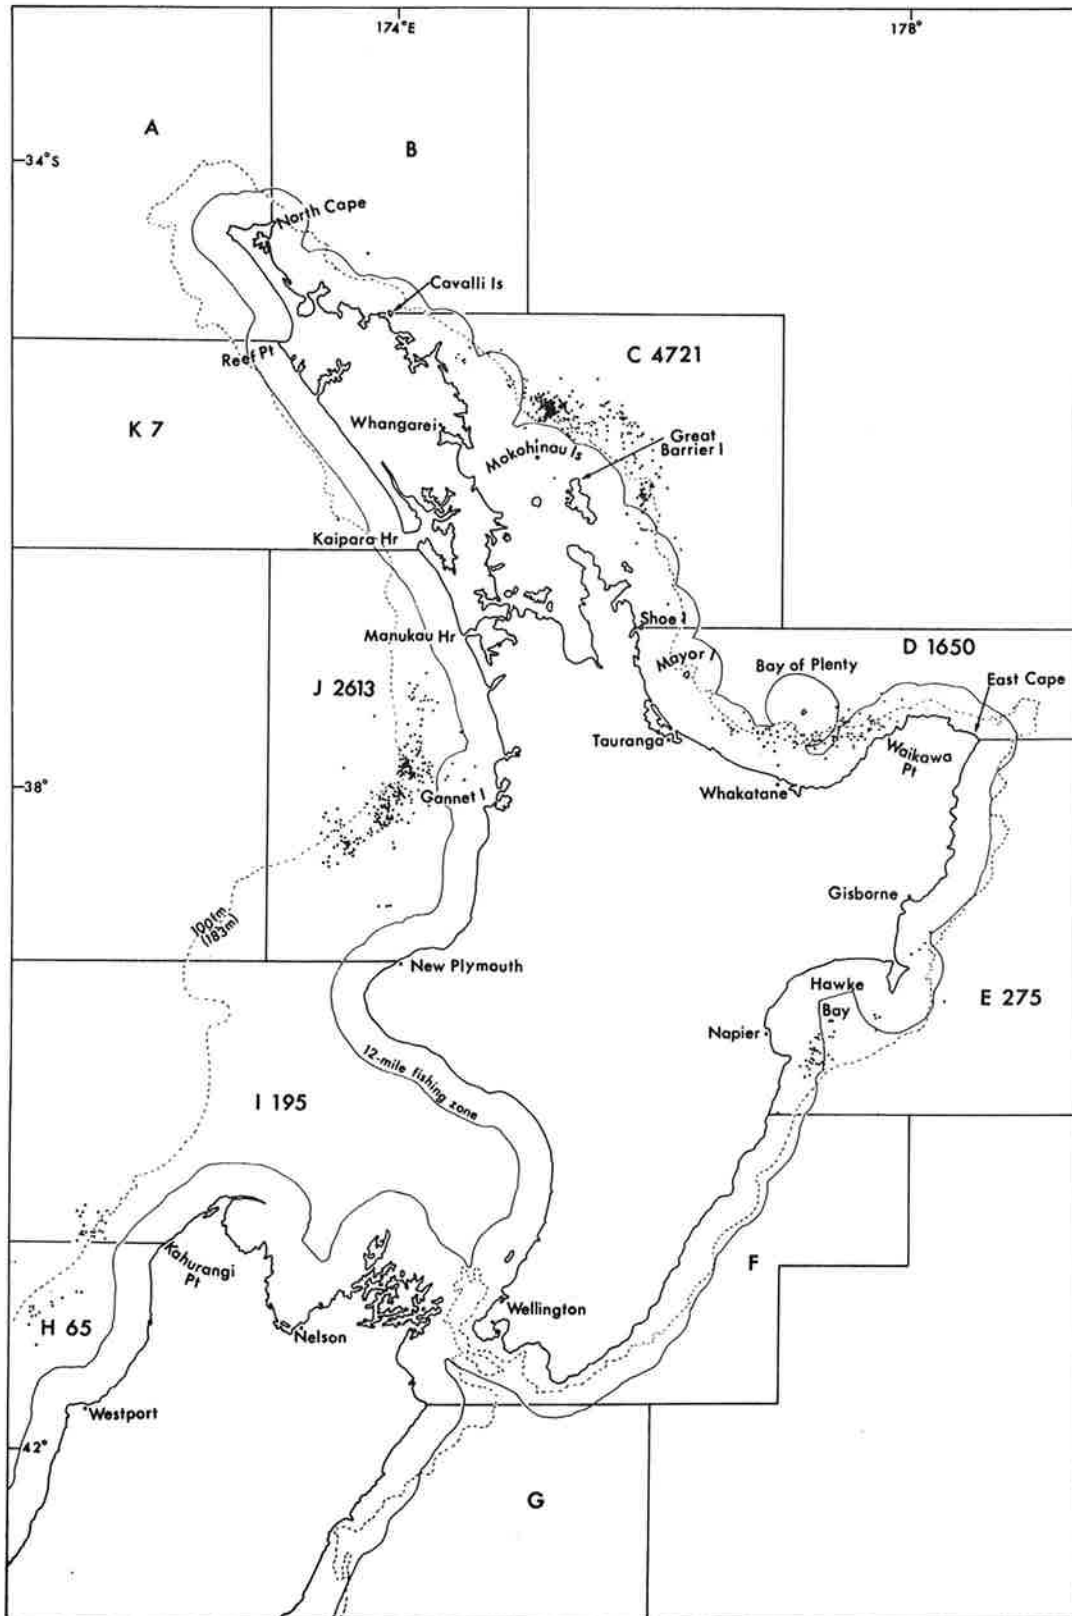 174°E
178°
A
B
34°S
North Cape
Cavalli Is
Reef Pt
C 4721
K 7
Whangarei
Great
Barrier I
Mokohinau Is
Kaipara Hr
Manukau Hr
Shoe I
D 1650
Mayor I
Bay of Plenty
J 2613
East Cape
Tauranga
Waikawa
Pt
38°
Gannet I
Whakatane
Gisborne
100fm
(183m)
New Plymouth
Hawke
Bay
E 275
Napier
12-mile fishing zone
I 195
Kahurangi
Pt
F
H 65
Nelson
Wellington
Westport
42°
G